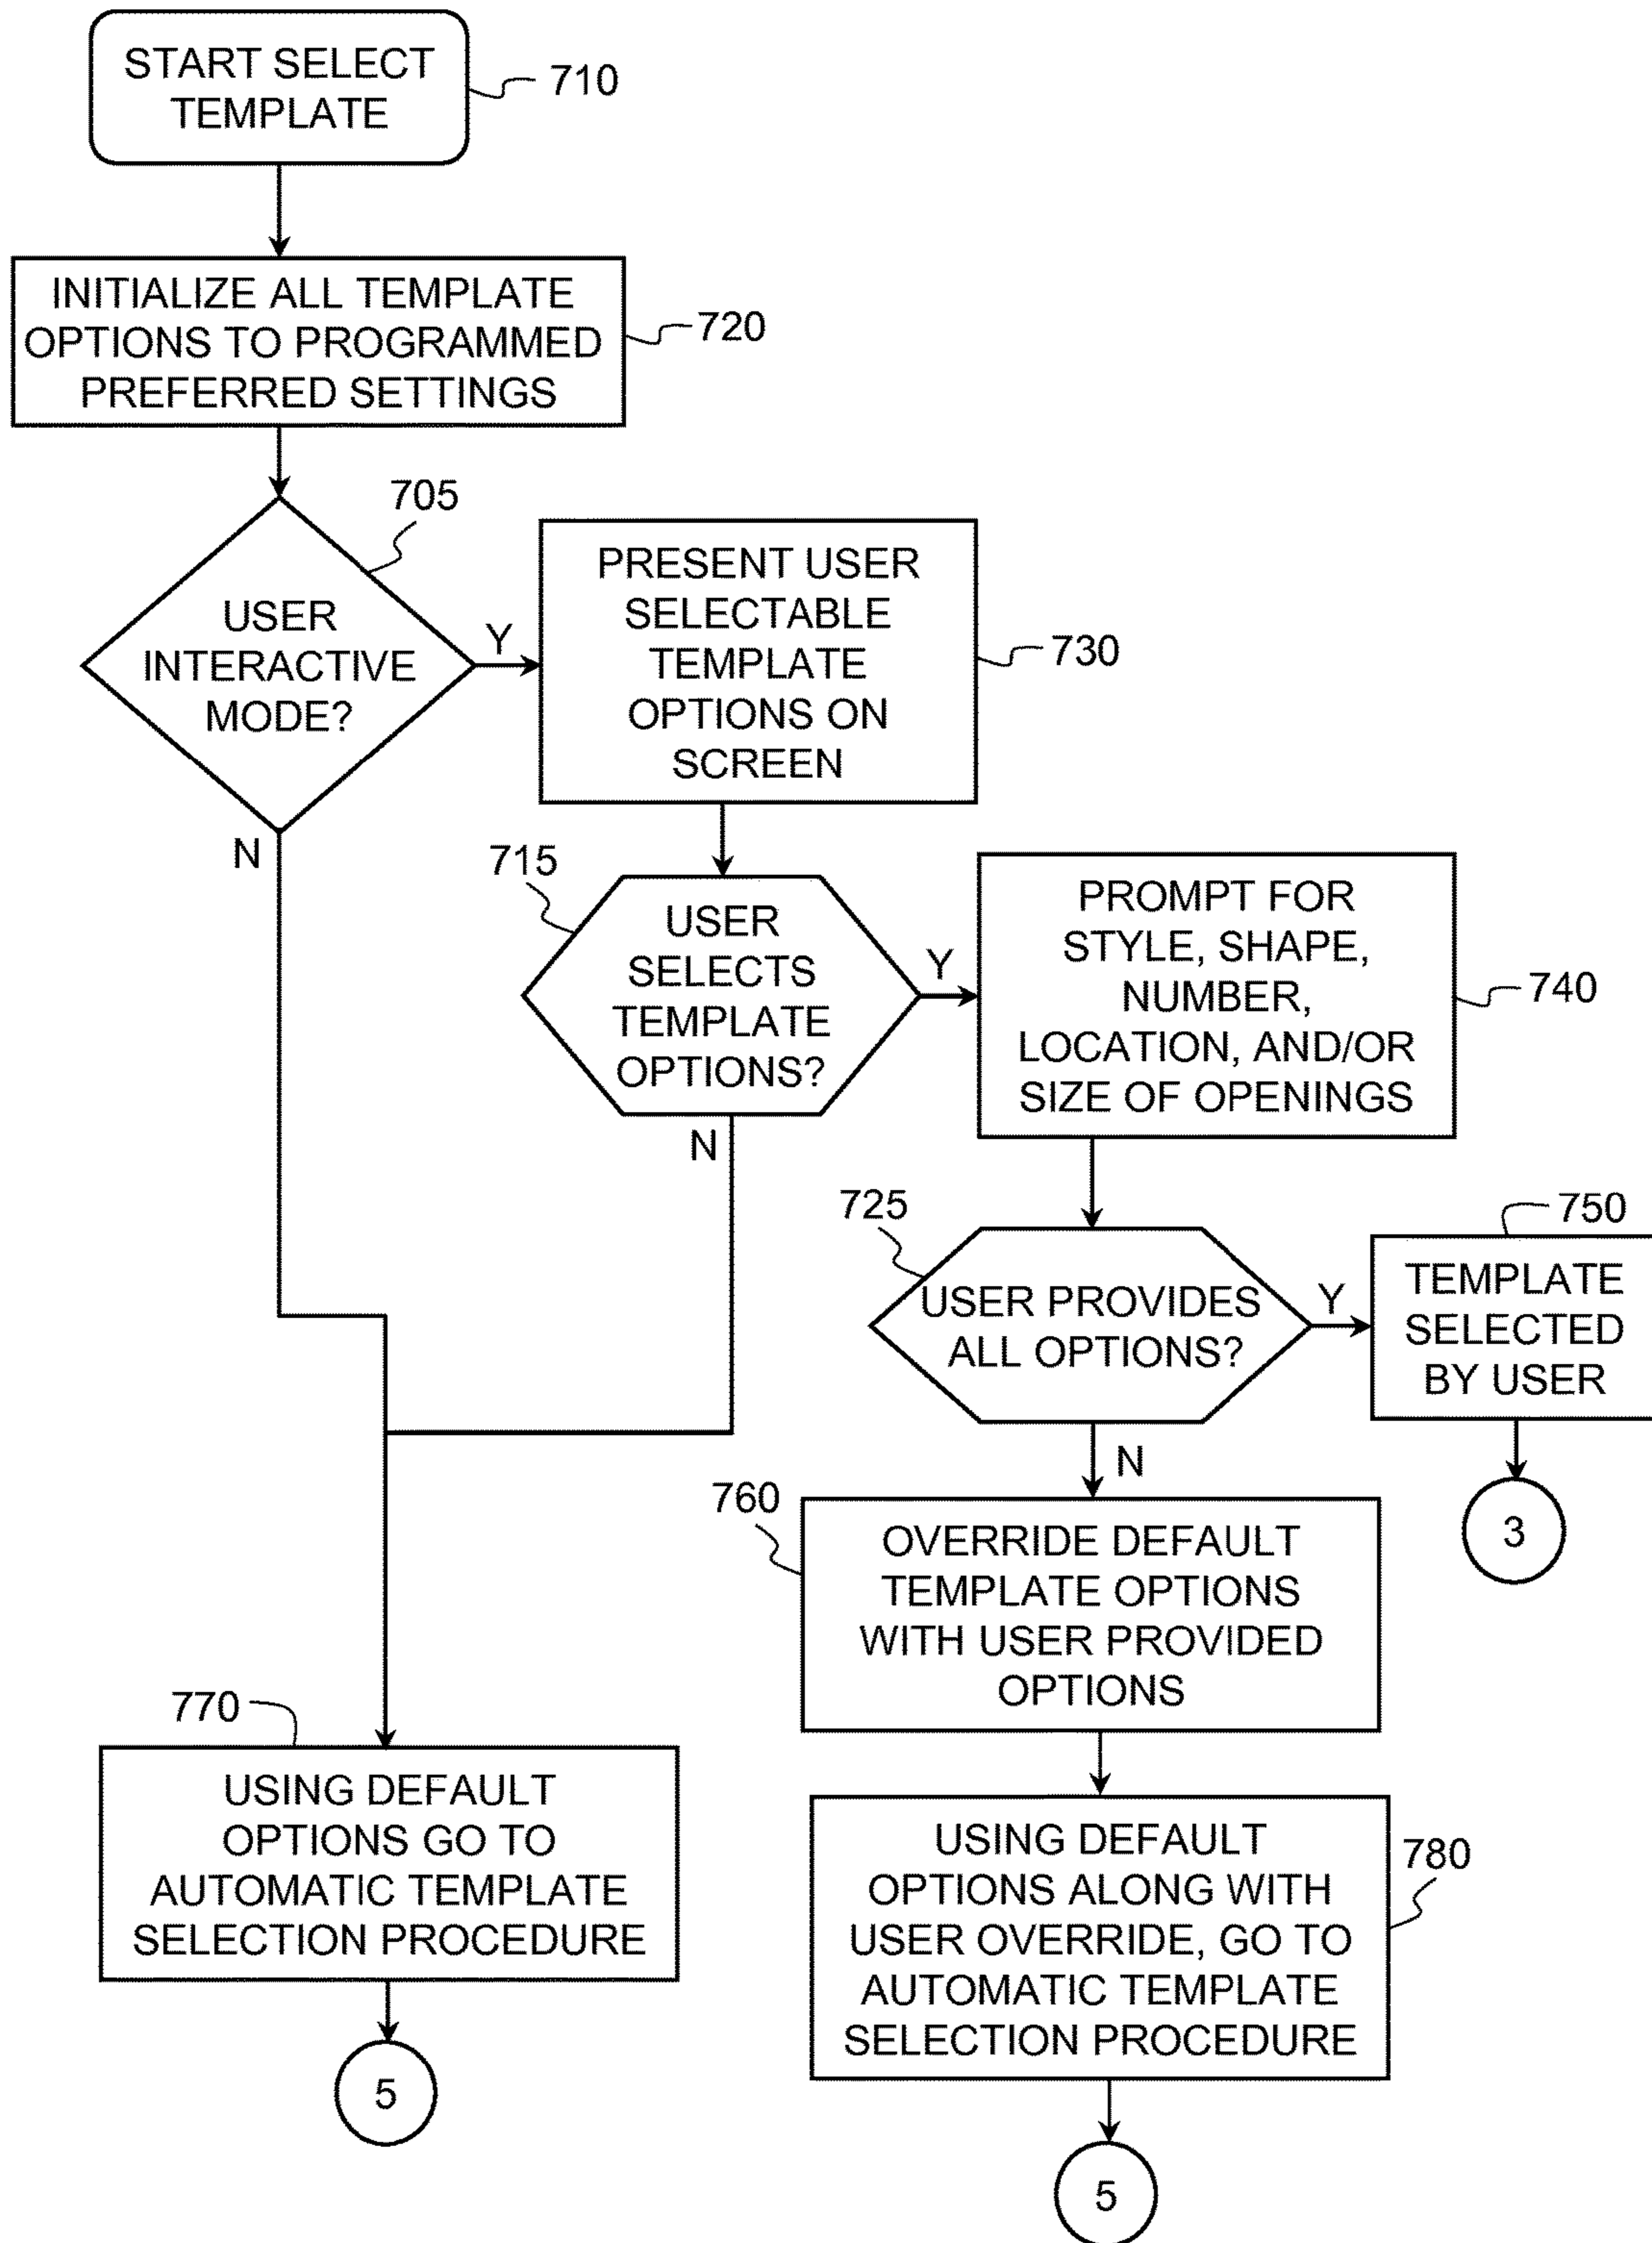 START SELECT
TEMPLATE
710
INITIALIZE ALL TEMPLATE
OPTIONS TO PROGRAMMED
PREFERRED SETTINGS
720
705
USER
INTERACTIVE
MODE?
Y
N
PRESENT USER
SELECTABLE
TEMPLATE
OPTIONS ON
SCREEN
730
715
USER
SELECTS
TEMPLATE
OPTIONS?
Y
N
PROMPT FOR
STYLE, SHAPE,
NUMBER,
LOCATION, AND/OR
SIZE OF OPENINGS
740
725
USER PROVIDES
ALL OPTIONS?
Y
N
750
TEMPLATE
SELECTED
BY USER
3
760
OVERRIDE DEFAULT
TEMPLATE OPTIONS
WITH USER PROVIDED
OPTIONS
770
USING DEFAULT
OPTIONS GO TO
AUTOMATIC TEMPLATE
SELECTION PROCEDURE
5
USING DEFAULT
OPTIONS ALONG WITH
USER OVERRIDE, GO TO
AUTOMATIC TEMPLATE
SELECTION PROCEDURE
780
5